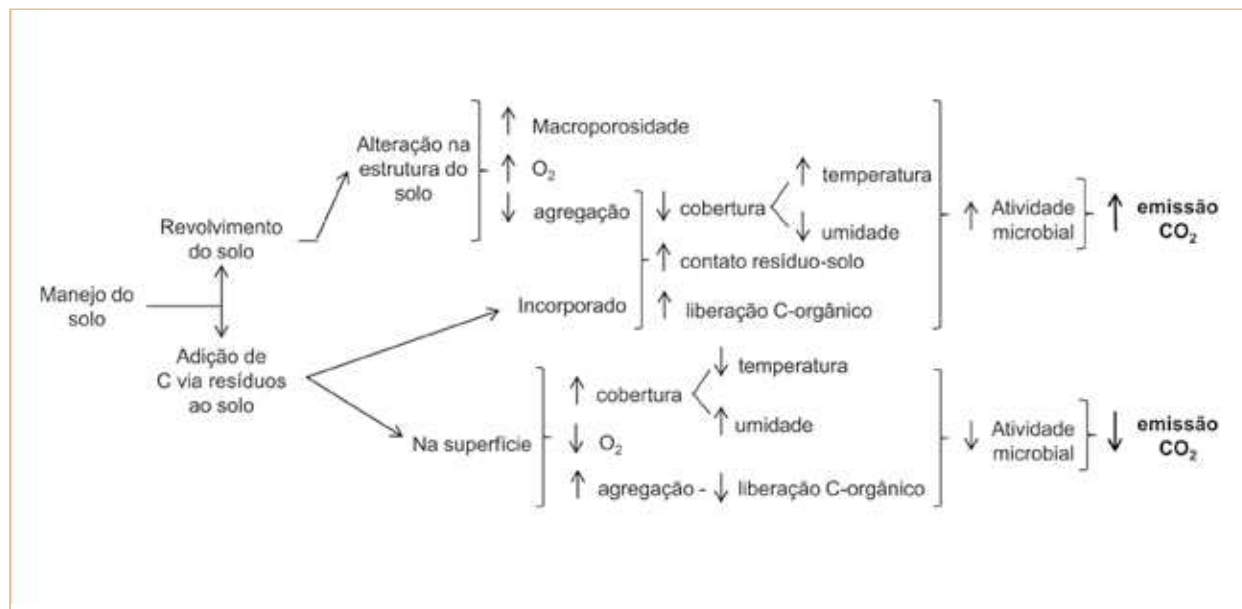 Manejo do
solo
Revolvimento
do solo
Adição de
C via resíduos
ao solo
Alteração na
estrutura do
solo
↑ Macroporosidade
↑ O₂
↓ agregação
Incorporado
↓ cobertura
↑ temperatura
↓ umidade
↑ contato resíduo-solo
↑ liberação C-orgânico
↑ Atividade
microbial
↑ emissão
CO₂
Na superfície
↑ cobertura
↓ temperatura
↑ umidade
↓ O₂
↑ agregação - ↓ liberação C-orgânico
↓ Atividade
microbial
↓ emissão
CO₂